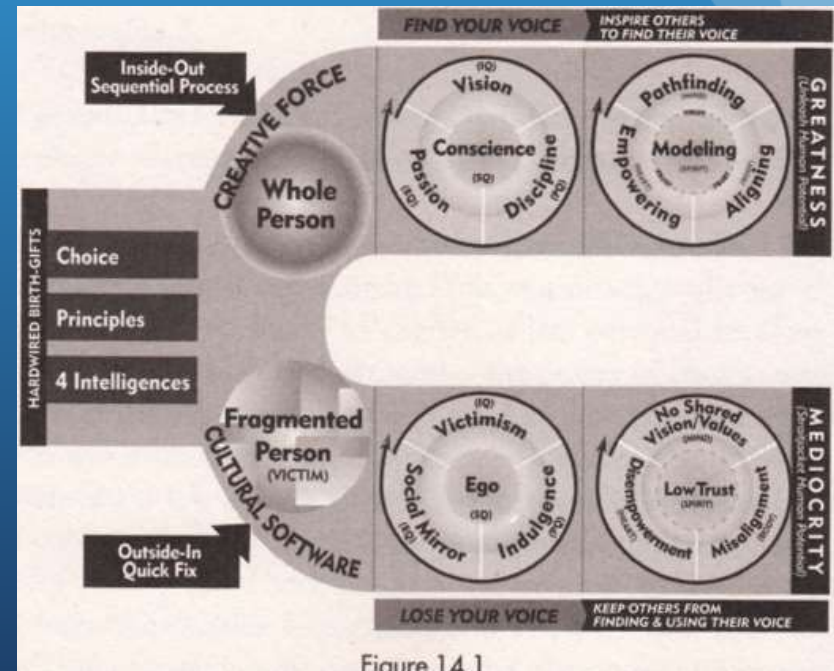 FIND YOUR VOICE
INSPIRE OTHERS
TO FIND THEIR VOICE
Inside-Out
Sequential Process
CREATIVE FORCE
Whole
Person
(IQ)
Vision
Conscience
(SQ)
Passion
(EQ)
Discipline
(PQ)
Pathfinding
(MIND)
Modeling
(SPIRIT)
Empowering
(HEART)
Aligning
GREATNESS
(Unleash Human Potential)
HARDWIRED BIRTH-GIFTS
Choice
Principles
4 Intelligences
Fragmented
Person
(VICTIM)
CULTURAL SOFTWARE
Outside-In
Quick Fix
(IQ)
Victimism
Ego
(SQ)
Social Mirror
(EQ)
Indulgence
(PQ)
No Shared
Vision/Values
(MIND)
Low Trust
(SPIRIT)
Disempowerment
(HEART)
Misalignment
(BODY)
MEDIOCRITY
(Straitjacket Human Potential)
LOSE YOUR VOICE
KEEP OTHERS FROM
FINDING & USING THEIR VOICE
Figure 14.1